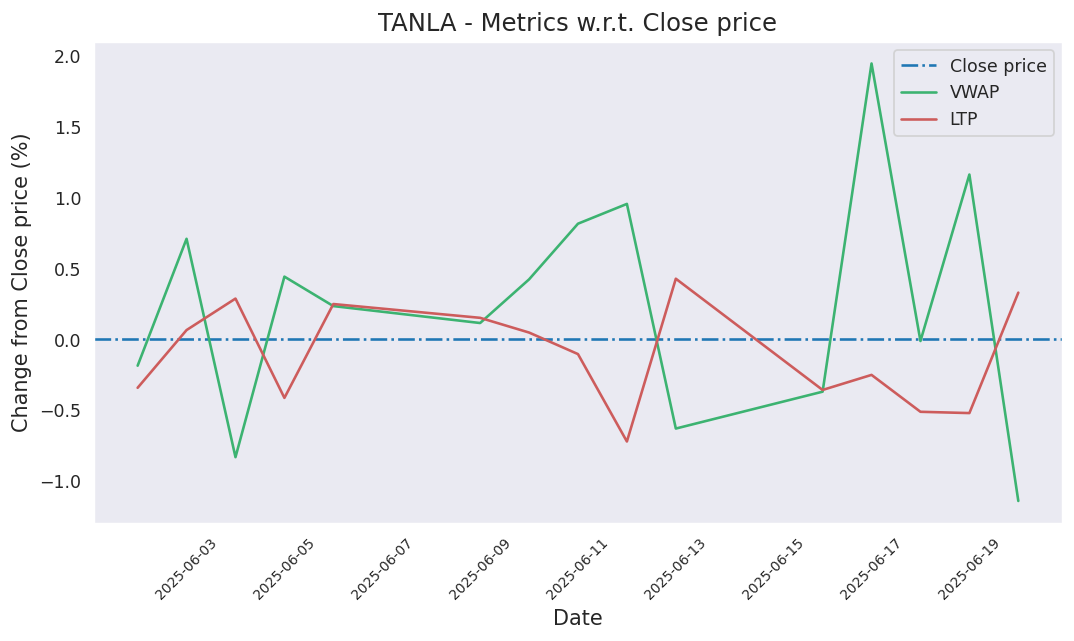 TANLA - Metrics w.r.t. Close price
Change from Close price (%)
2.0
1.5
1.0
0.5
0.0
−0.5
−1.0
Close price
VWAP
LTP
2025-06-03
2025-06-05
2025-06-07
2025-06-09
2025-06-11
2025-06-13
2025-06-15
2025-06-17
2025-06-19
Date